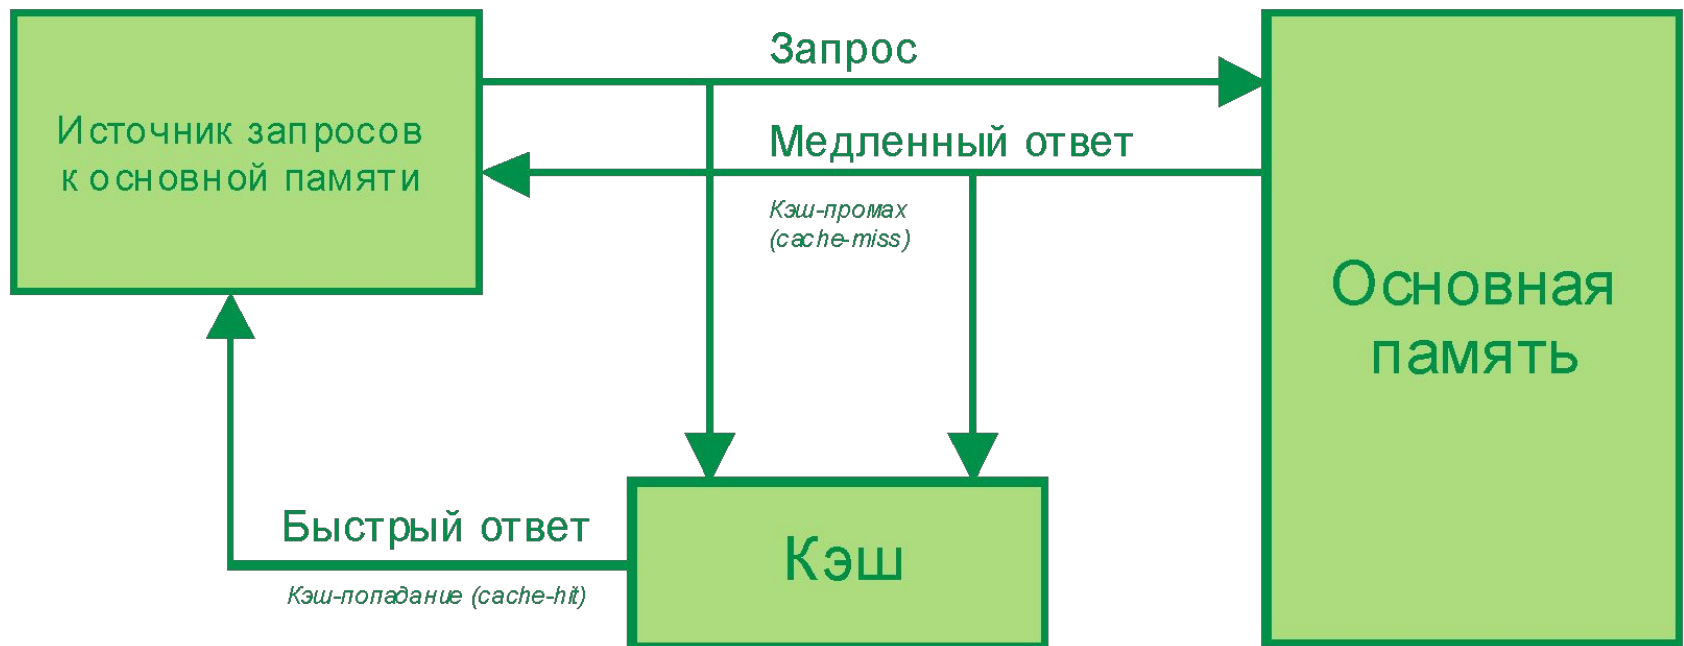 Запрос
Источник запросов
к основной памяти
Медленный ответ
Кэш-промах
(cache-miss)
Основная
память
Быстрый ответ
Кэш-попадание (cache-hit)
Кэш